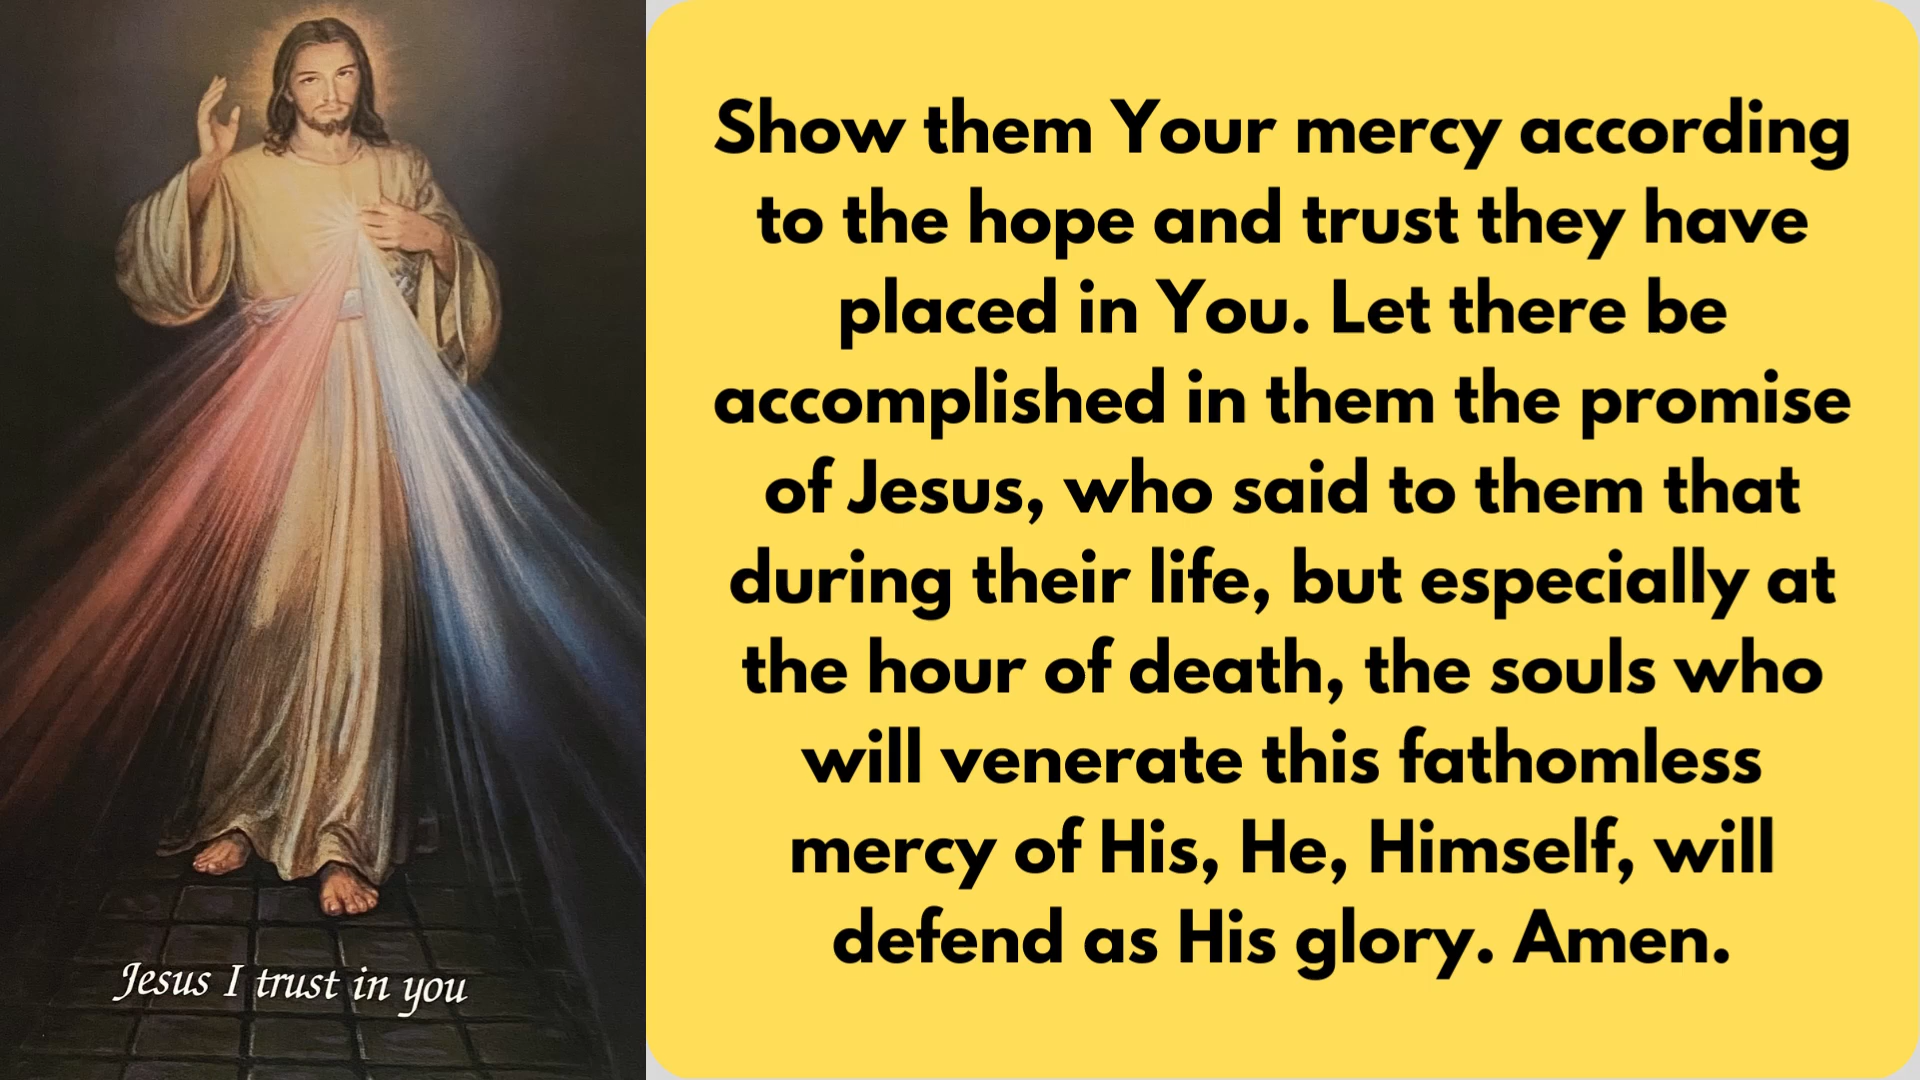 Show them Your mercy according
to the hope and trust they have
placed in You. Let there be
accomplished in them the promise
of Jesus, who said to them that
during their life, but especially at
the hour of death, the souls who
will venerate this fathomless
mercy of His, He, Himself, will
defend as His glory. Amen.
Jesus I trust in you